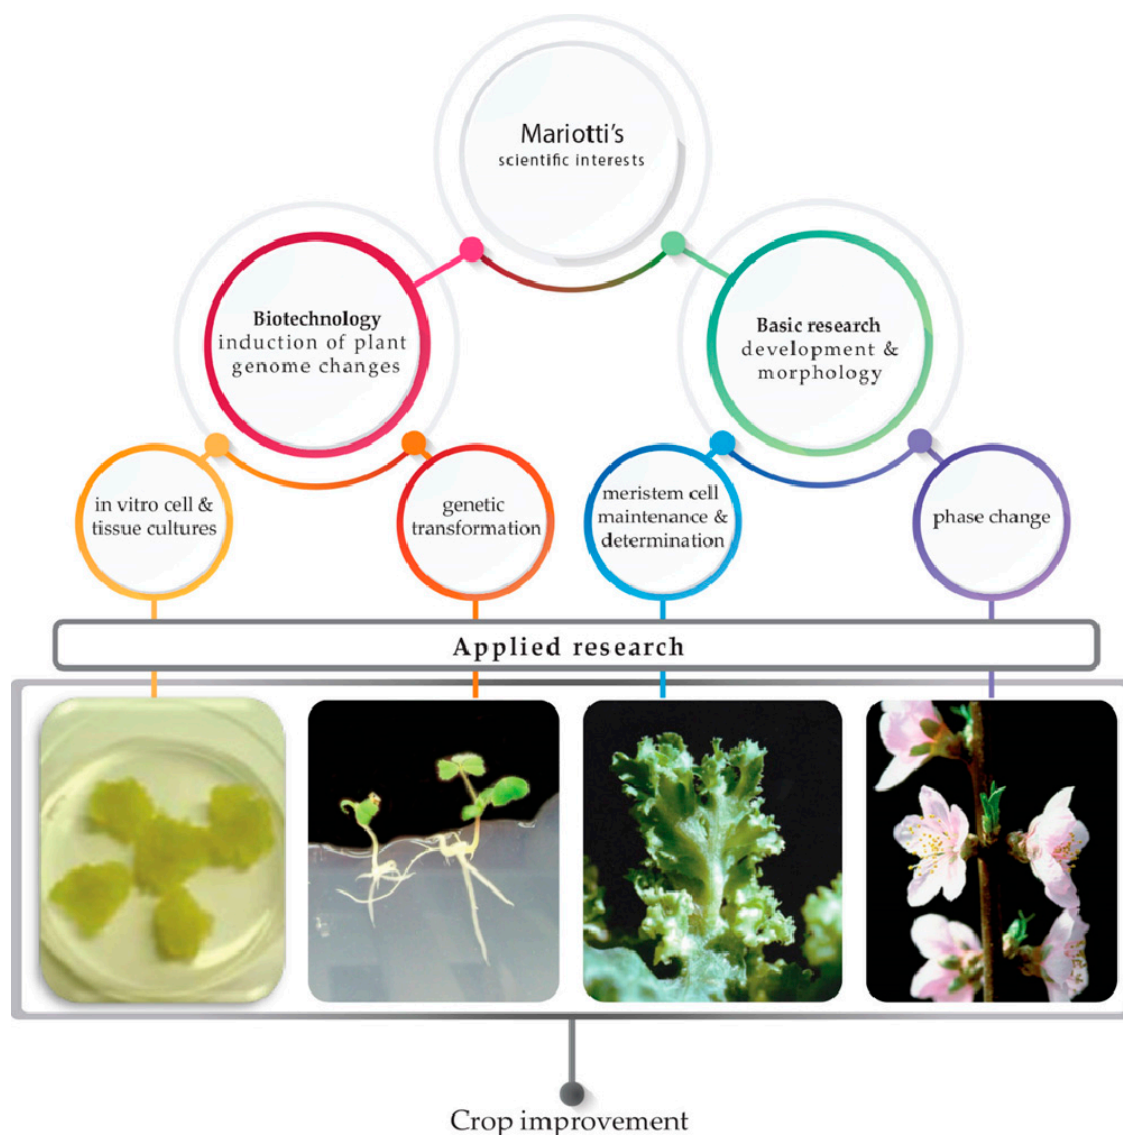 Mariotti's
scientific interests
Biotechnology
induction of plant
genome changes
Basic research
development &
morphology
in vitro cell &
tissue cultures
genetic
transformation
meristem cell
maintenance &
determination
phase change
Applied research
Crop improvement